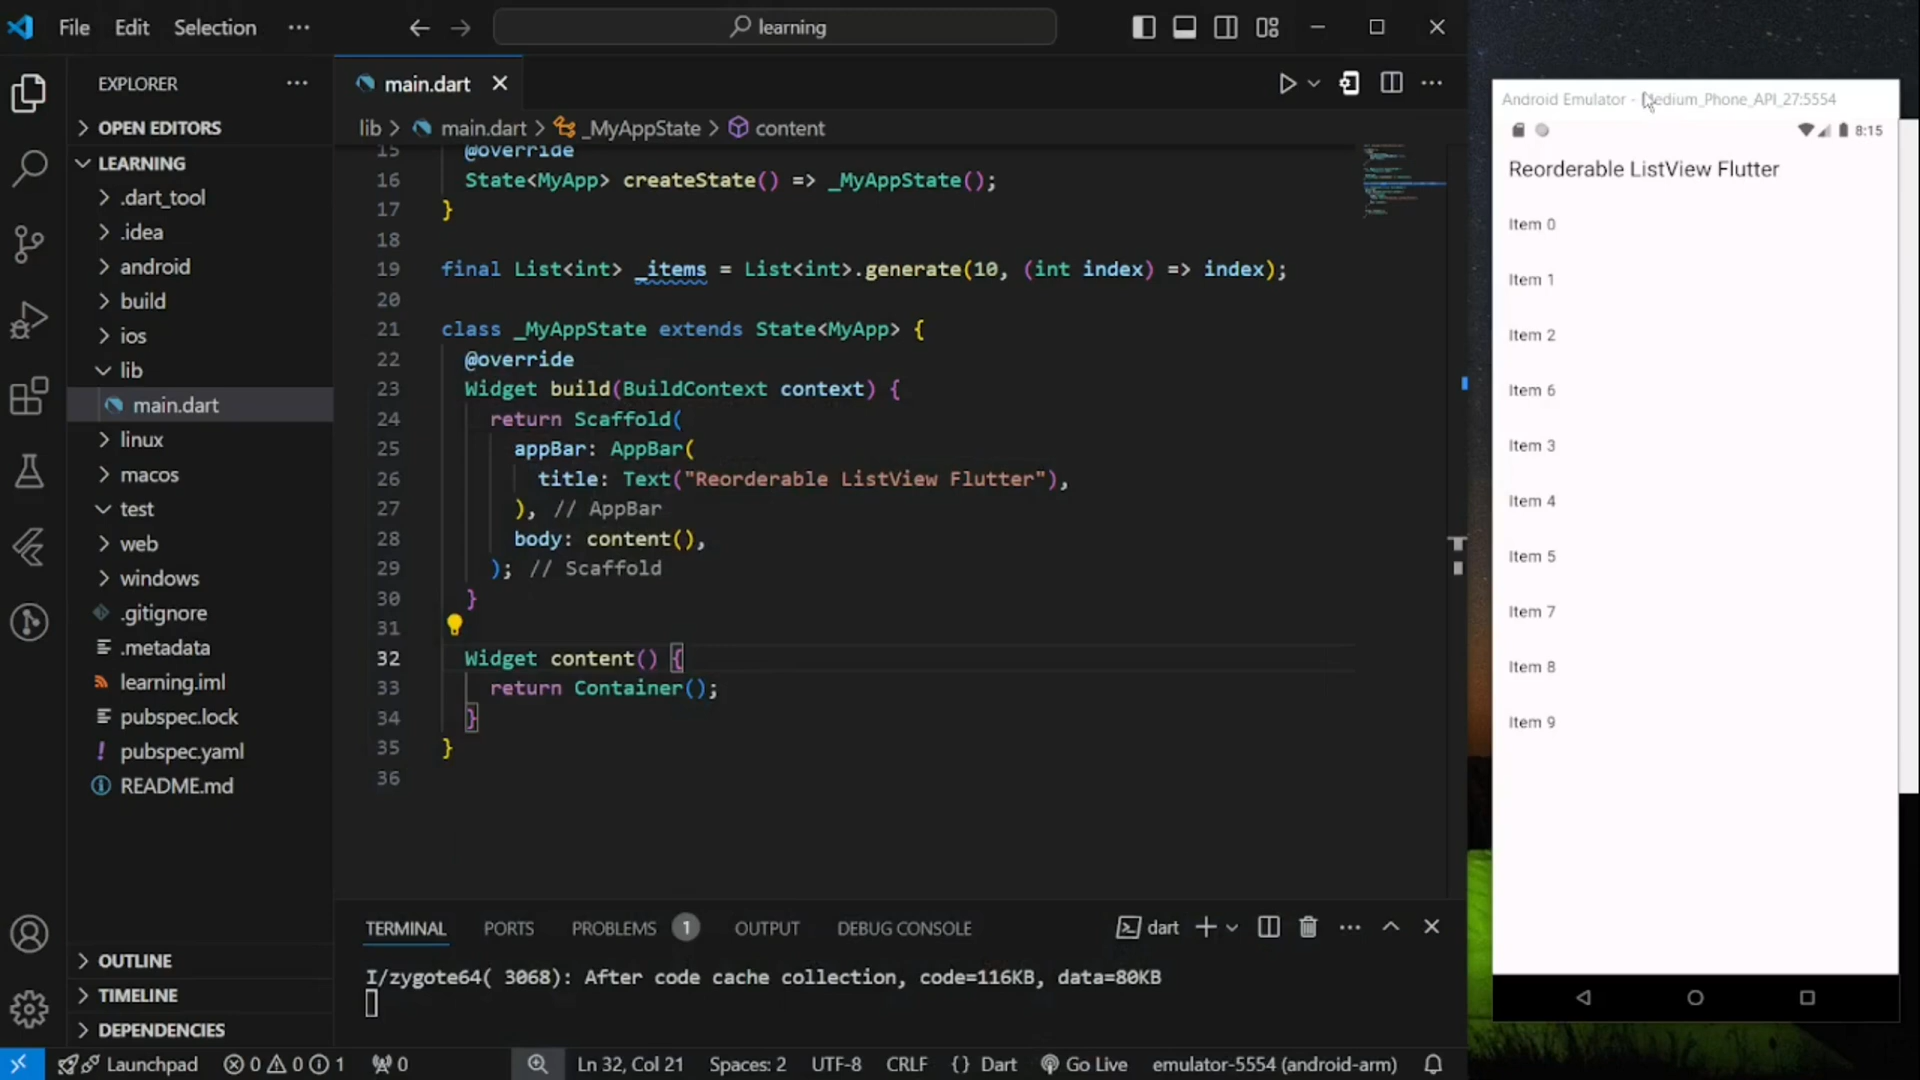 File Edit Selection ···
learning
EXPLORER ···
OPEN EDITORS
LEARNING
.dart_tool
.idea
android
build
ios
lib
main.dart
linux
macos
test
web
windows
.gitignore
.metadata
learning.iml
pubspec.lock
! pubspec.yaml
README.md
OUTLINE
TIMELINE
DEPENDENCIES
main.dart
lib > main.dart > _MyAppState > content
15 @override
16 State<MyApp> createState() => _MyAppState();
17 }
18
19 final List<int> _items = List<int>.generate(10, (int index) => index);
20
21 class _MyAppState extends State<MyApp> {
22 @override
23 Widget build(BuildContext context) {
24 return Scaffold(
25 appBar: AppBar(
26 title: Text("Reorderable ListView Flutter"),
27 ), // AppBar
28 body: content(),
29 ); // Scaffold
30 }
31
32 Widget content() {
33 return Container();
34 }
35 }
36
TERMINAL PORTS PROBLEMS 1 OUTPUT DEBUG CONSOLE dart
I/zygote64( 3068): After code cache collection, code=116KB, data=80KB
Launchpad 0 0 1 0 Ln 32, Col 21 Spaces: 2 UTF-8 CRLF {} Dart Go Live emulator-5554 (android-arm)
Android Emulator - Medium_Phone_API_27:5554
8:15
Reorderable ListView Flutter
Item 0
Item 1
Item 2
Item 6
Item 3
Item 4
Item 5
Item 7
Item 8
Item 9